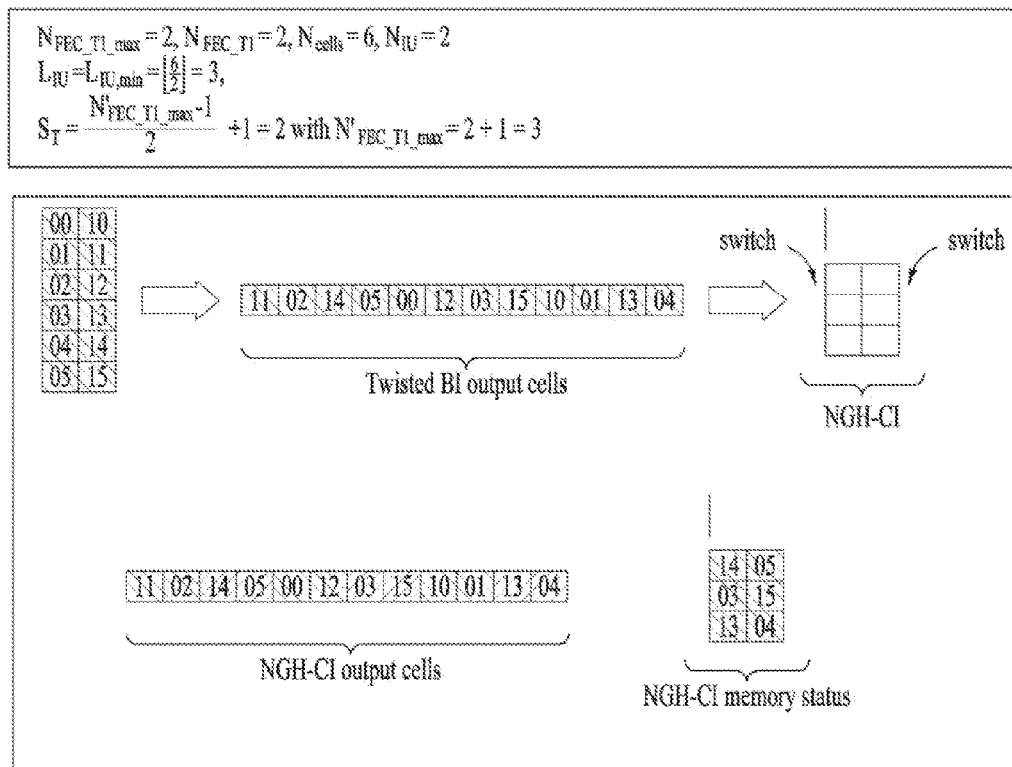 N_FEC_T1_max = 2, N_FEC_T1 = 2, N_cells = 6, N_IU = 2
L_IU = L_IU,min = ⌊6/2⌋ = 3,
S_T = (N'_FEC_T1_max - 1)/2 + 1 = 2 with N'_FEC_T1_max = 2 + 1 = 3
00 10
01 11
02 12
03 13
04 14
05 15
11 02 14 05 00 12 03 15 10 01 13 04
Twisted BI output cells
switch switch
NGH-CI
11 02 14 05 00 12 03 15 10 01 13 04
NGH-CI output cells
14 05
03 15
13 04
NGH-CI memory status